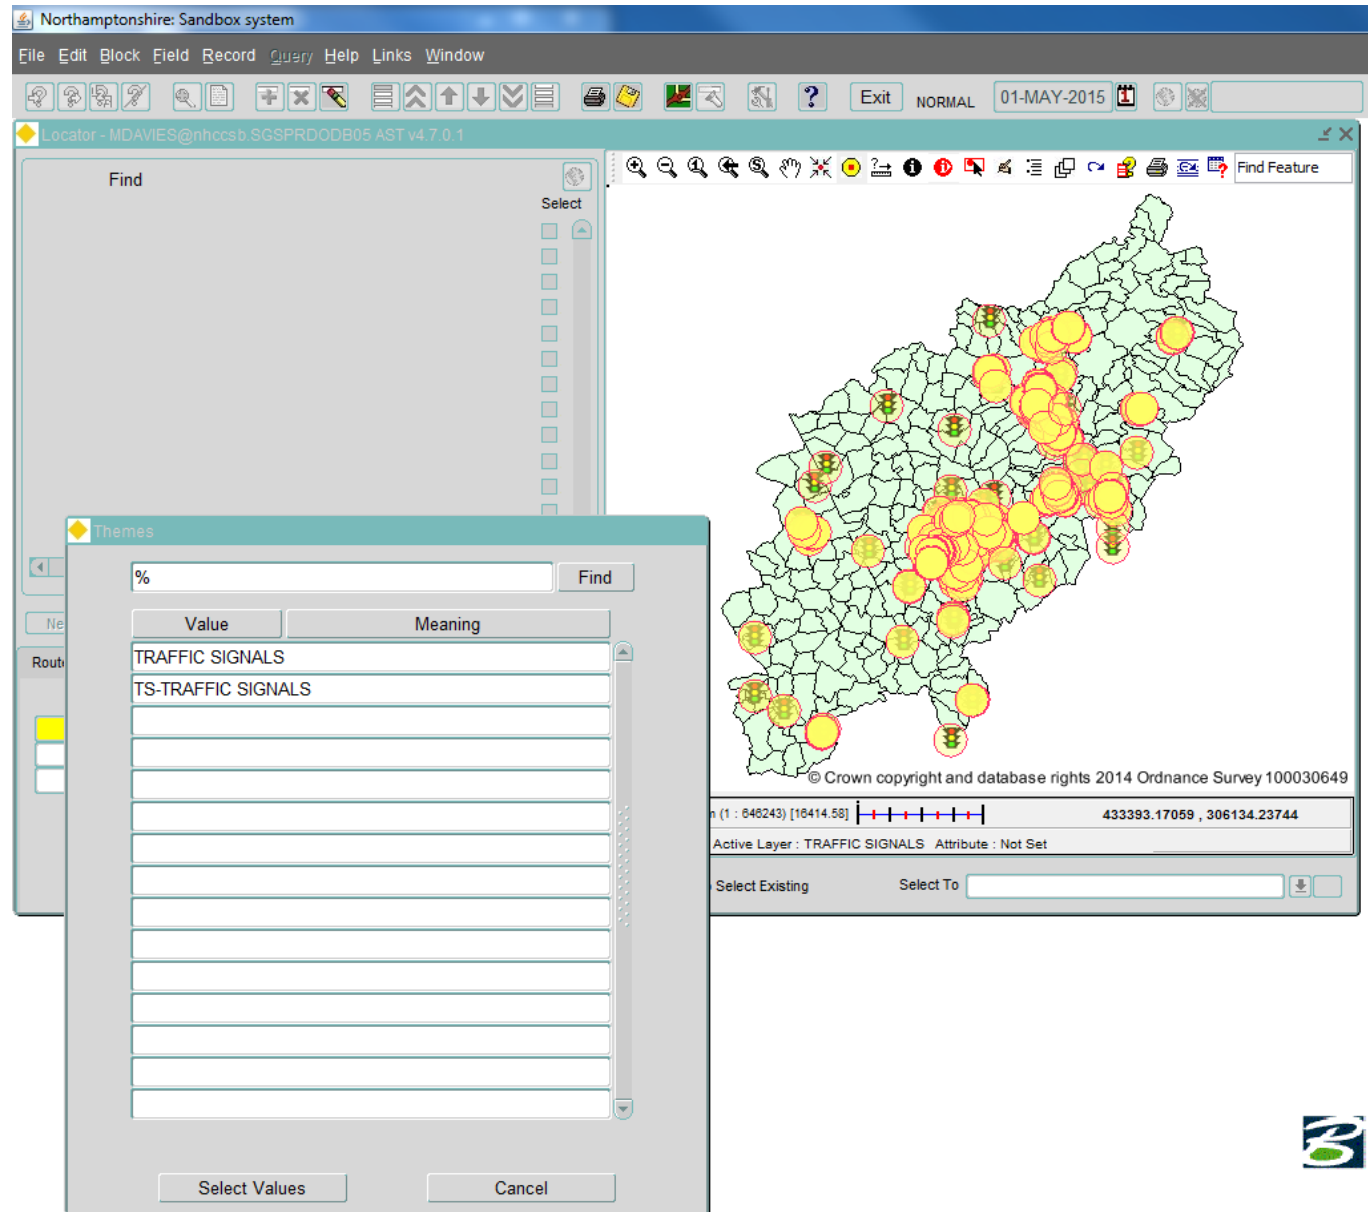 Northamptonshire: Sandbox system
File Edit Block Field Record Query Help Links Window
Exit NORMAL 01-MAY-2015 1
Locator - MDAVIES@nhccsb.SGSPRDODB05 AST v4.7.0.1
Find
Select
Find Feature
© Crown copyright and database rights 2014 Ordnance Survey 100030649
(1 : 646243) [16414.58]
433393.17059 , 306134.23744
Active Layer : TRAFFIC SIGNALS Attribute : Not Set
Select Existing
Select To
Ne
Rout
Themes
%
Find
Value Meaning
TRAFFIC SIGNALS
TS-TRAFFIC SIGNALS
Select Values Cancel